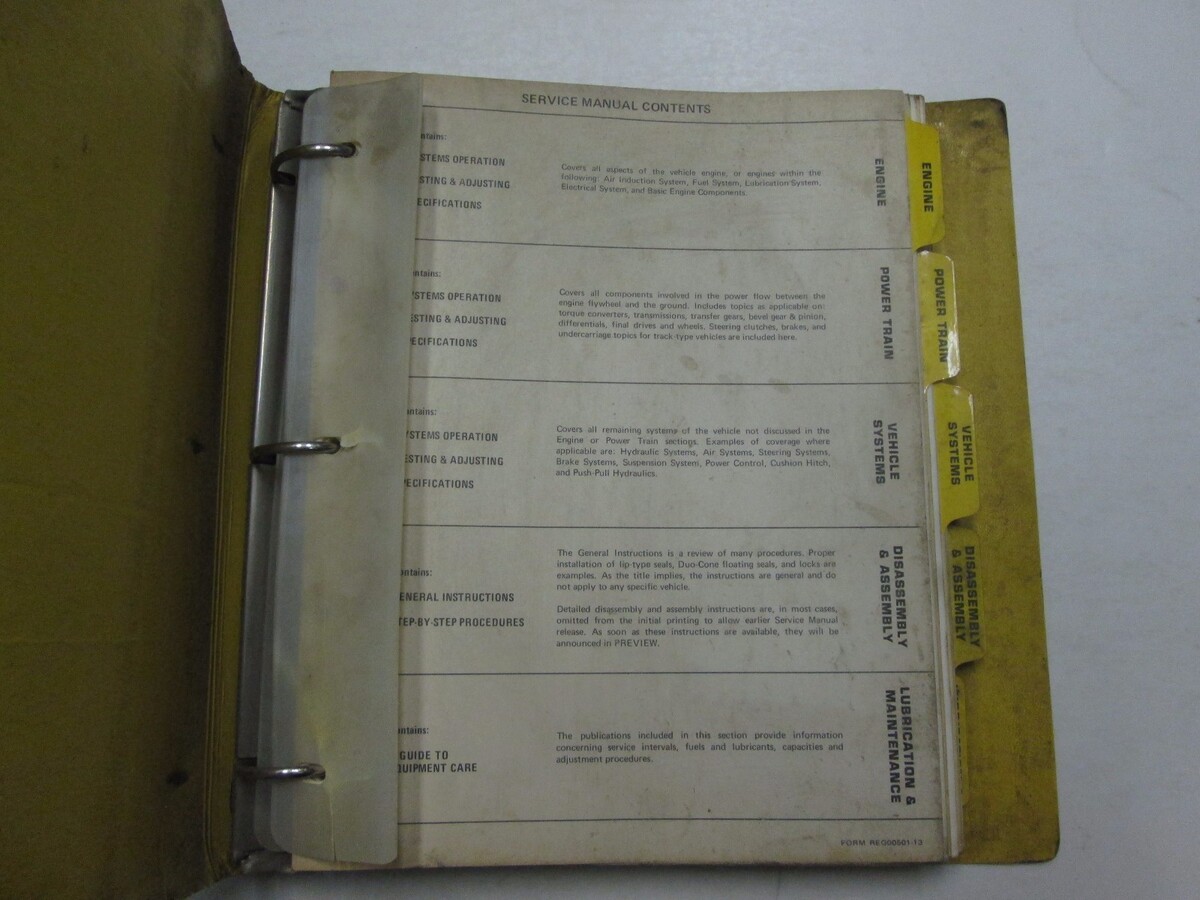 SERVICE MANUAL CONTENTS
ntains:
STEMS OPERATION
STING & ADJUSTING
ECIFICATIONS
Covers all aspects of the vehicle engine, or engines within the
following: Air Induction System, Fuel System, Lubrication System,
Electrical System, and Basic Engine Components.
ENGINE
ENGINE
ntains:
STEMS OPERATION
STING & ADJUSTING
ECIFICATIONS
Covers all components involved in the power flow between the
engine flywheel and the ground. Includes topics as applicable on:
torque converters, transmissions, transfer gears, bevel gear & pinion,
differentials, final drives and wheels. Steering clutches, brakes, and
undercarriage topics for track-type vehicles are included here.
POWER TRAIN
POWER TRAIN
ntains:
STEMS OPERATION
ESTING & ADJUSTING
PECIFICATIONS
Covers all remaining systems of the vehicle not discussed in the
Engine or Power Train sections. Examples of coverage where
applicable are: Hydraulic Systems, Air Systems, Steering Systems,
Brake Systems, Suspension System, Power Control, Cushion Hitch,
and Push-Pull Hydraulics.
VEHICLE
SYSTEMS
VEHICLE
SYSTEMS
ontains:
ENERAL INSTRUCTIONS
TEP-BY-STEP PROCEDURES
The General Instructions is a review of many procedures. Proper
installation of lip-type seals, Duo-Cone floating seals, and locks are
examples. As the title implies, the instructions are general and do
not apply to any specific vehicle.
Detailed disassembly and assembly instructions are, in most cases,
omitted from the initial printing to allow earlier Service Manual
release. As soon as these instructions are available, they will be
announced in PREVIEW.
DISASSEMBLY
& ASSEMBLY
DISASSEMBLY
& ASSEMBLY
ontains:
GUIDE TO
QUIPMENT CARE
The publications included in this section provide information
concerning service intervals, fuels and lubricants, capacities and
adjustment procedures.
LUBRICATION &
MAINTENANCE
FORM REG00501-13